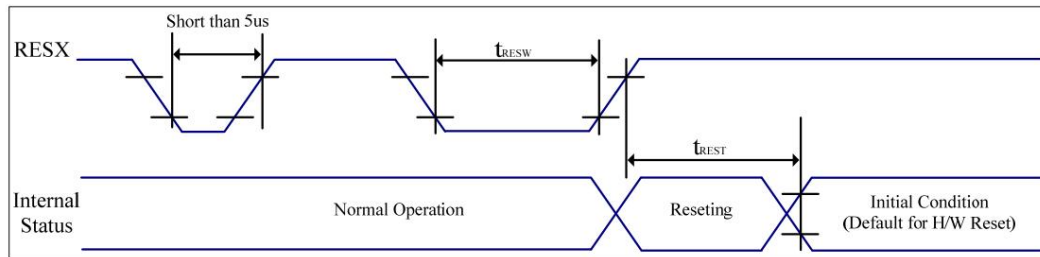 Short than 5us
RESX
tRESW
tREST
Internal
Status
Normal Operation
Reseting
Initial Condition
(Default for H/W Reset)